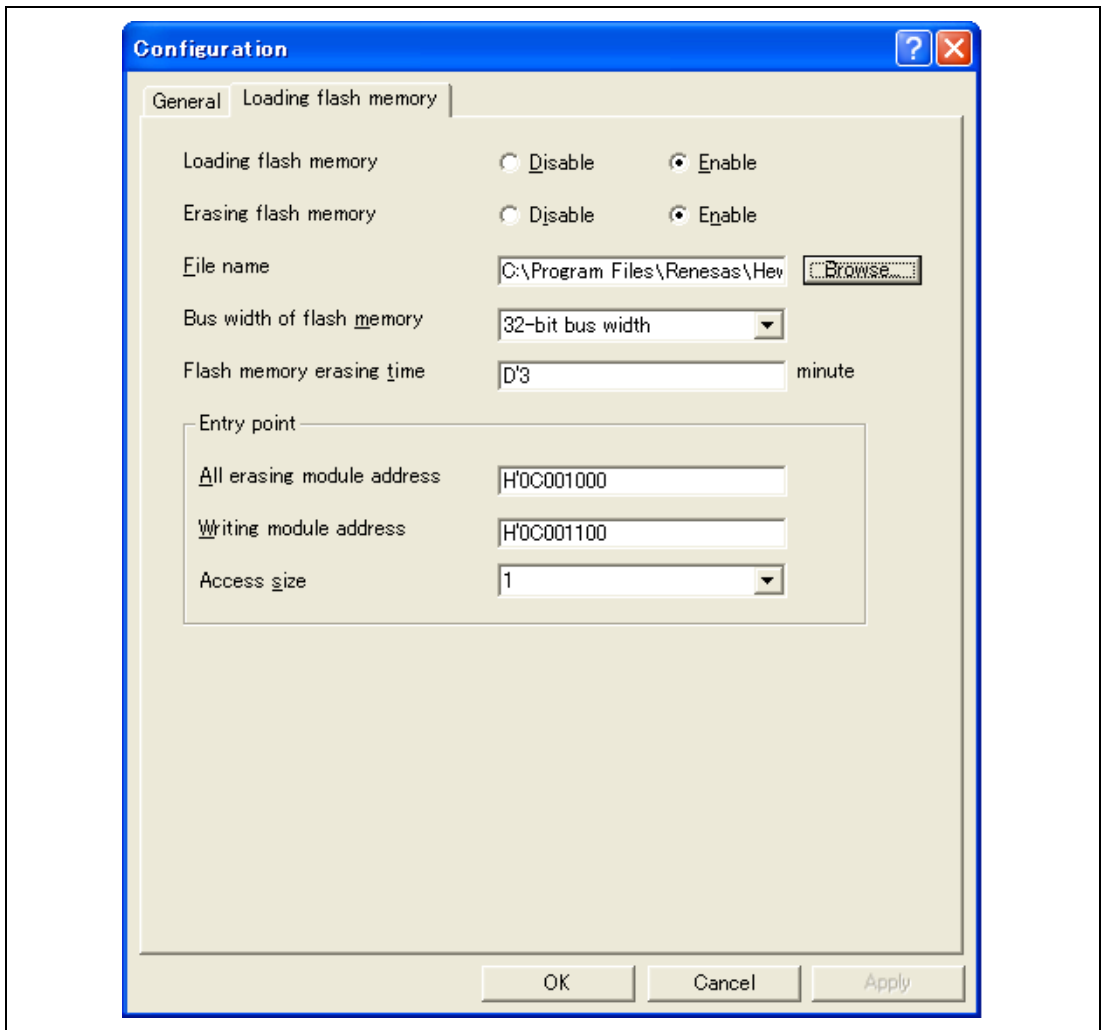 Configuration
General Loading flash memory
Loading flash memory Disable Enable
Erasing flash memory Disable Enable
File name C:\Program Files\Renesas\Hew Browse...
Bus width of flash memory 32-bit bus width
Flash memory erasing time D'3 minute
Entry point
All erasing module address H'0C001000
Writing module address H'0C001100
Access size 1
OK Cancel Apply